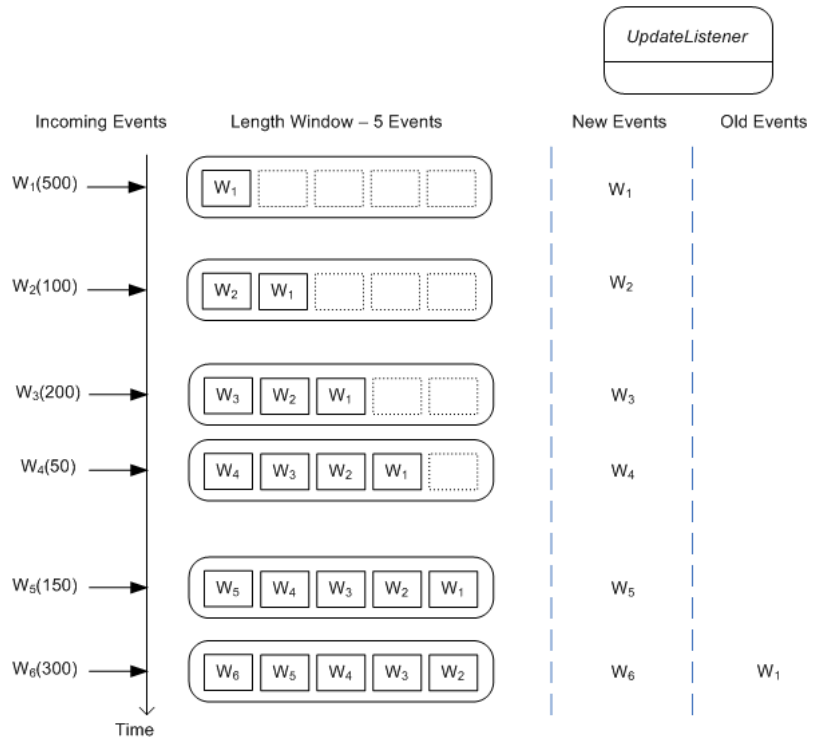 UpdateListener
Incoming Events Length Window – 5 Events New Events Old Events
W₁(500) W₁ W₁
W₂(100) W₂ W₁ W₂
W₃(200) W₃ W₂ W₁ W₃
W₄(50) W₄ W₃ W₂ W₁ W₄
W₅(150) W₅ W₄ W₃ W₂ W₁ W₅
W₆(300) W₆ W₅ W₄ W₃ W₂ W₆ W₁
Time